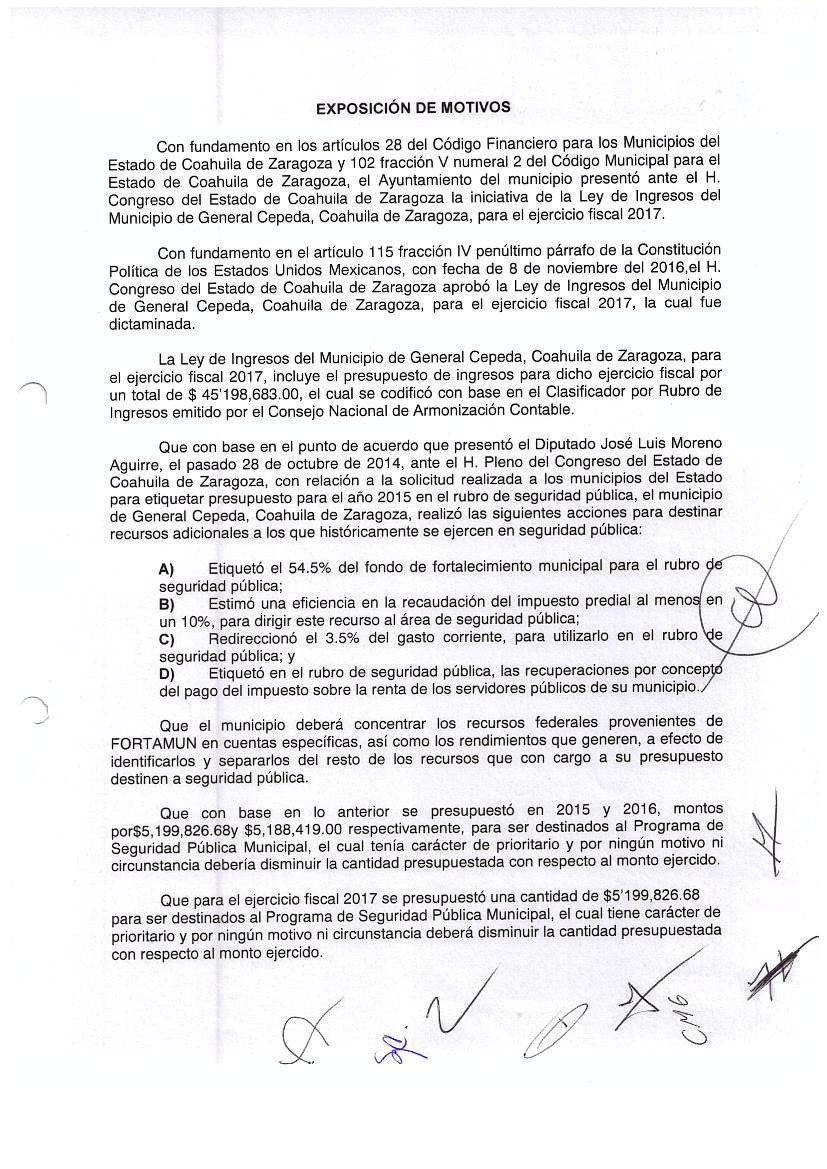 EXPOSICIÓN DE MOTIVOS
Con fundamento en los artículos 28 del Código Financiero para los Municipios del
Estado de Coahuila de Zaragoza y 102 fracción V numeral 2 del Código Municipal para el
Estado de Coahuila de Zaragoza, el Ayuntamiento del municipio presentó ante el H.
Congreso del Estado de Coahuila de Zaragoza la iniciativa de la Ley de Ingresos del
Municipio de General Cepeda, Coahuila de Zaragoza, para el ejercicio fiscal 2017.
Con fundamento en el artículo 115 fracción IV penúltimo párrafo de la Constitución
Política de los Estados Unidos Mexicanos, con fecha de 8 de noviembre del 2016,el H.
Congreso del Estado de Coahuila de Zaragoza aprobó la Ley de Ingresos del Municipio
de General Cepeda, Coahuila de Zaragoza, para el ejercicio fiscal 2017, la cual fue
dictaminada.
La Ley de Ingresos del Municipio de General Cepeda, Coahuila de Zaragoza, para
el ejercicio fiscal 2017, incluye el presupuesto de ingresos para dicho ejercicio fiscal por
un total de $ 45'198,683.00, el cual se codificó con base en el Clasificador por Rubro de
Ingresos emitido por el Consejo Nacional de Armonización Contable.
Que con base en el punto de acuerdo que presentó el Diputado José Luis Moreno
Aguirre, el pasado 28 de octubre de 2014, ante el H. Pleno del Congreso del Estado de
Coahuila de Zaragoza, con relación a la solicitud realizada a los municipios del Estado
para etiquetar presupuesto para el año 2015 en el rubro de seguridad pública, el municipio
de General Cepeda, Coahuila de Zaragoza, realizó las siguientes acciones para destinar
recursos adicionales a los que históricamente se ejercen en seguridad pública:
A) Etiquetó el 54.5% del fondo de fortalecimiento municipal para el rubro de
seguridad pública;
B) Estimó una eficiencia en la recaudación del impuesto predial al menos en
un 10%, para dirigir este recurso al área de seguridad pública;
C) Redireccionó el 3.5% del gasto corriente, para utilizarlo en el rubro de
seguridad pública; y
D) Etiquetó en el rubro de seguridad pública, las recuperaciones por concepto
del pago del impuesto sobre la renta de los servidores públicos de su municipio.
Que el municipio deberá concentrar los recursos federales provenientes de
FORTAMUN en cuentas específicas, así como los rendimientos que generen, a efecto de
identificarlos y separarlos del resto de los recursos que con cargo a su presupuesto
destinen a seguridad pública.
Que con base en lo anterior se presupuestó en 2015 y 2016, montos
por$5,199,826.68y $5,188,419.00 respectivamente, para ser destinados al Programa de
Seguridad Pública Municipal, el cual tenía carácter de prioritario y por ningún motivo ni
circunstancia debería disminuir la cantidad presupuestada con respecto al monto ejercido.
Que para el ejercicio fiscal 2017 se presupuestó una cantidad de $5'199,826.68
para ser destinados al Programa de Seguridad Pública Municipal, el cual tiene carácter de
prioritario y por ningún motivo ni circunstancia deberá disminuir la cantidad presupuestada
con respecto al monto ejercido.
CMG